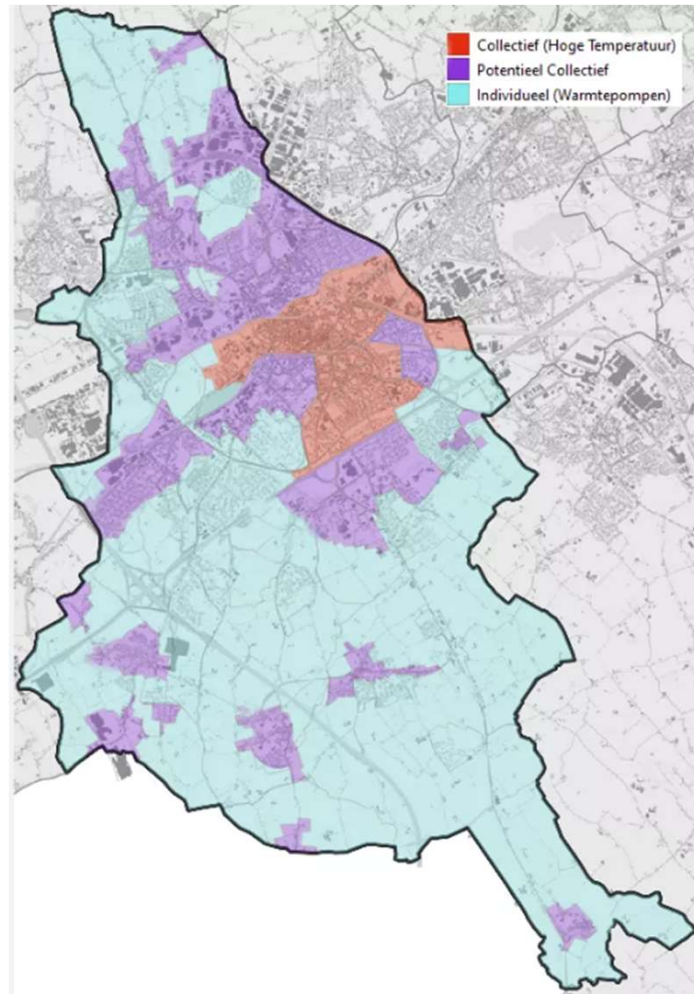 Collectief (Hoge Temperatuur)
Potentieel Collectief
Individueel (Warmtepompen)